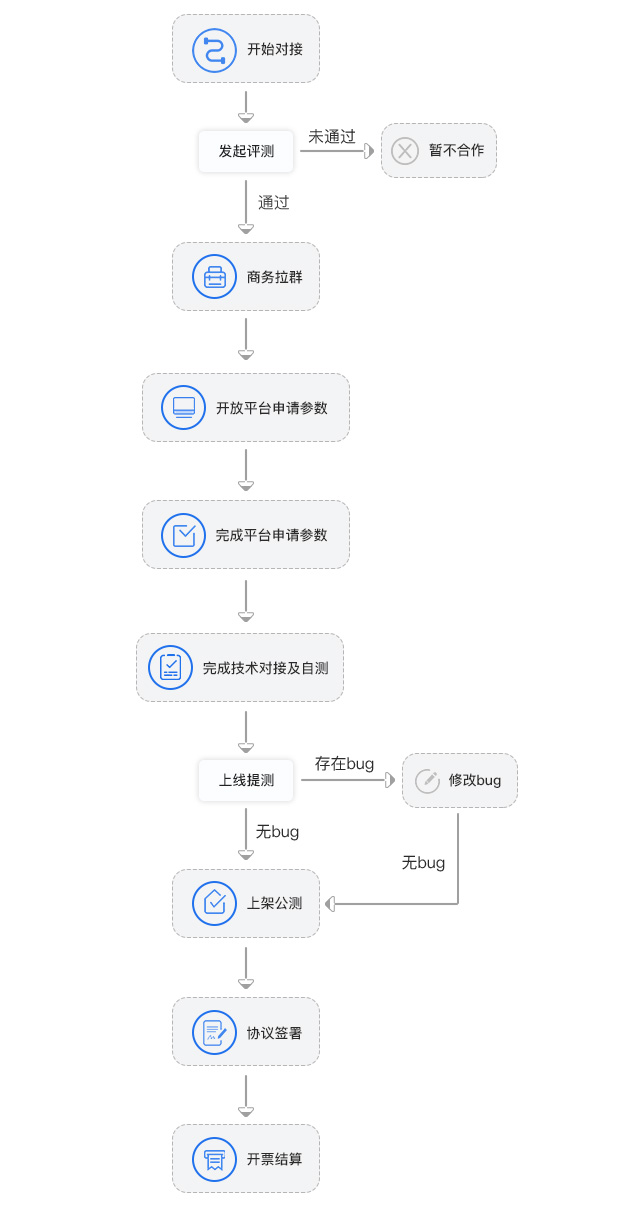 开始对接
发起评测
未通过
暂不合作
通过
商务拉群
开放平台申请参数
完成平台申请参数
完成技术对接及自测
上线提测
存在bug
修改bug
无bug
无bug
上架公测
协议签署
开票结算